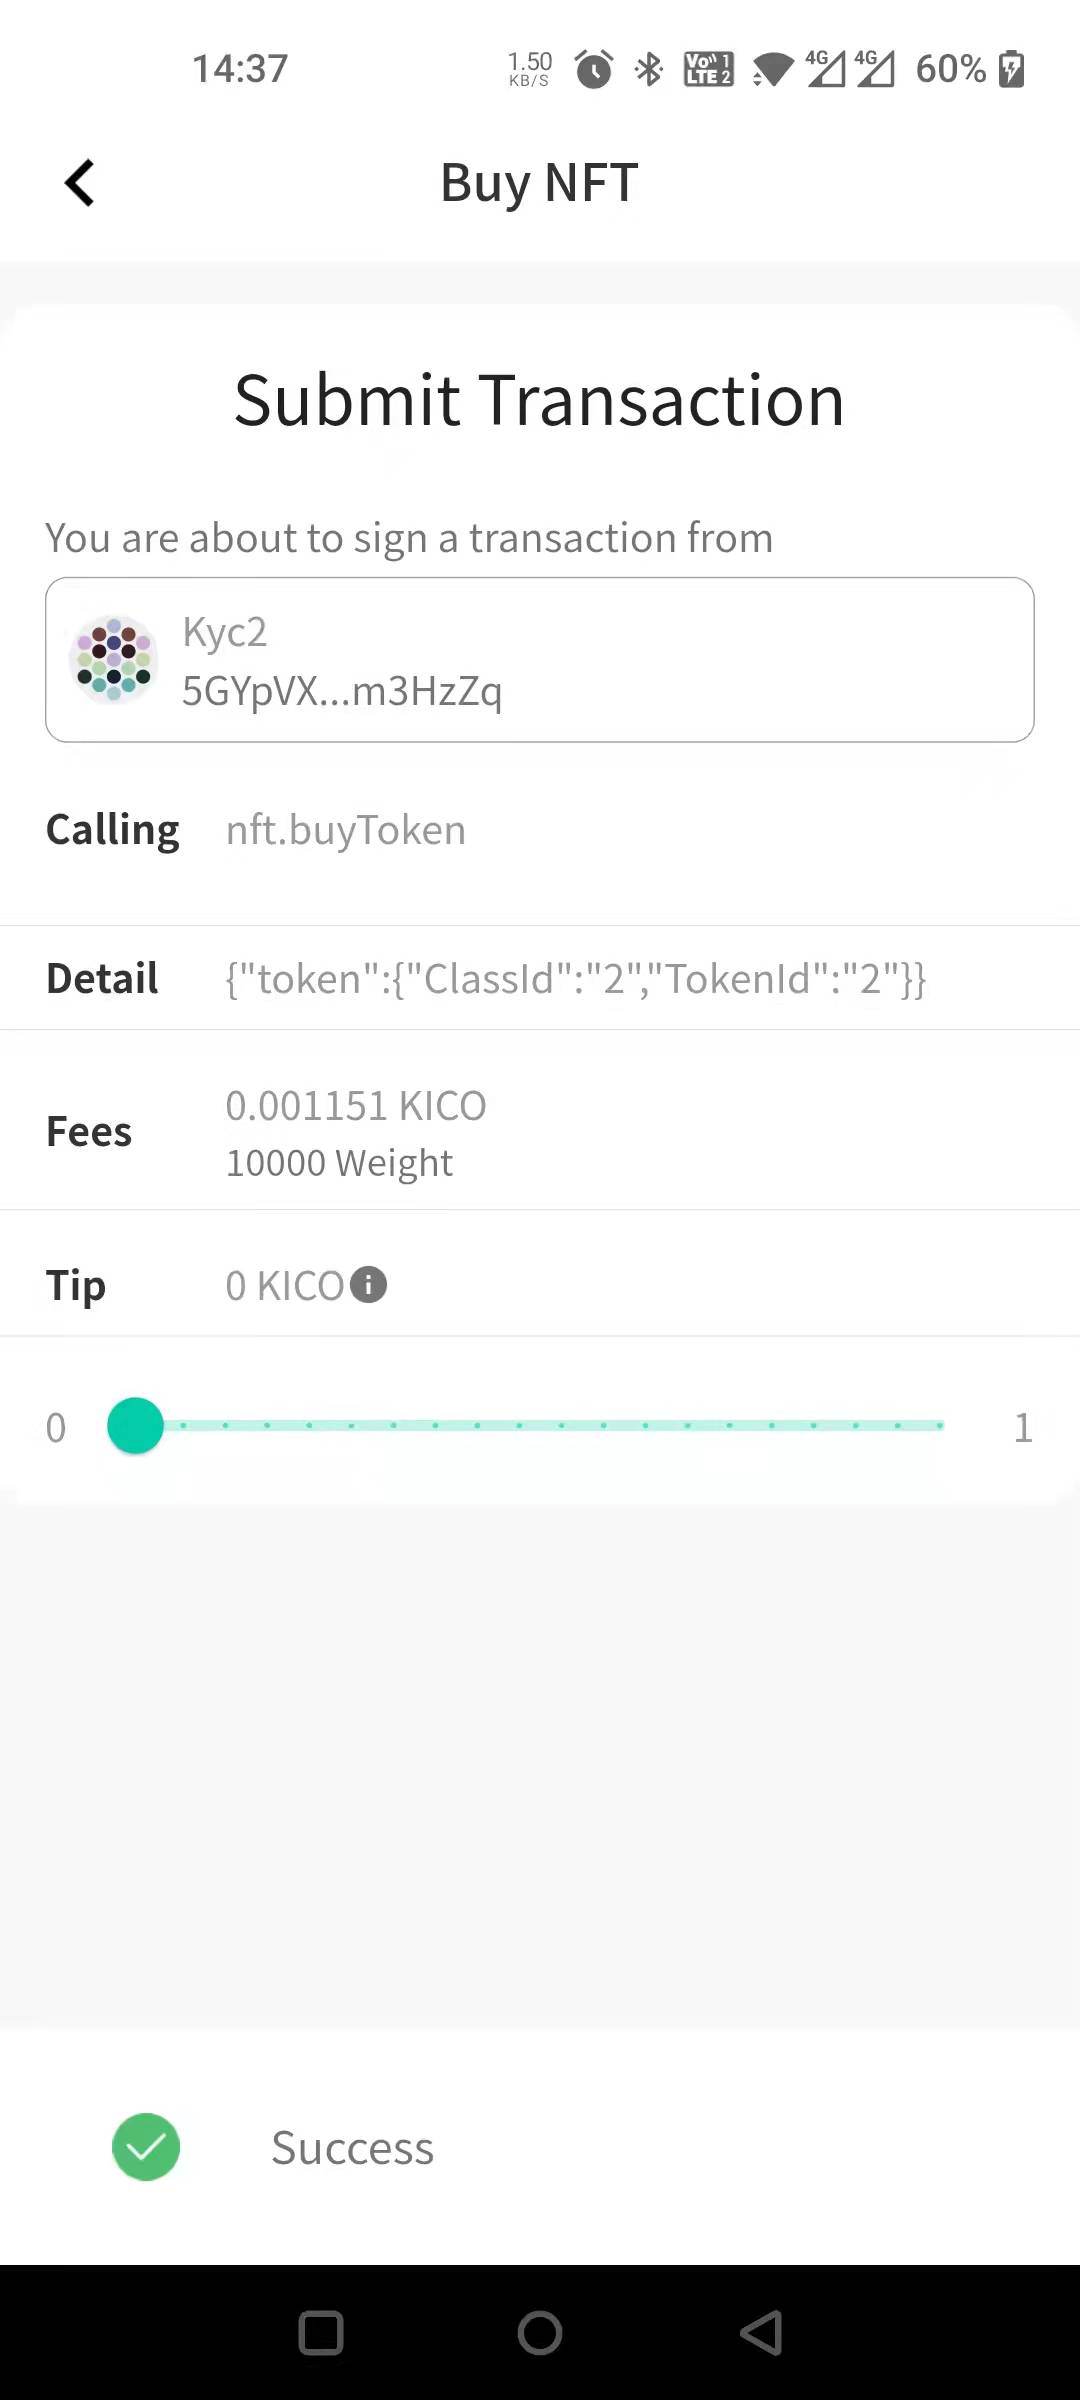 14:37 1.50 KB/S Vo)) 1 LTE 2 4G 4G 60%
Buy NFT
Submit Transaction
You are about to sign a transaction from
Kyc2
5GYpVX...m3HzZq
Calling nft.buyToken
Detail {"token":{"ClassId":"2","TokenId":"2"}}
Fees 0.001151 KICO
10000 Weight
Tip 0 KICO
0 1
Success